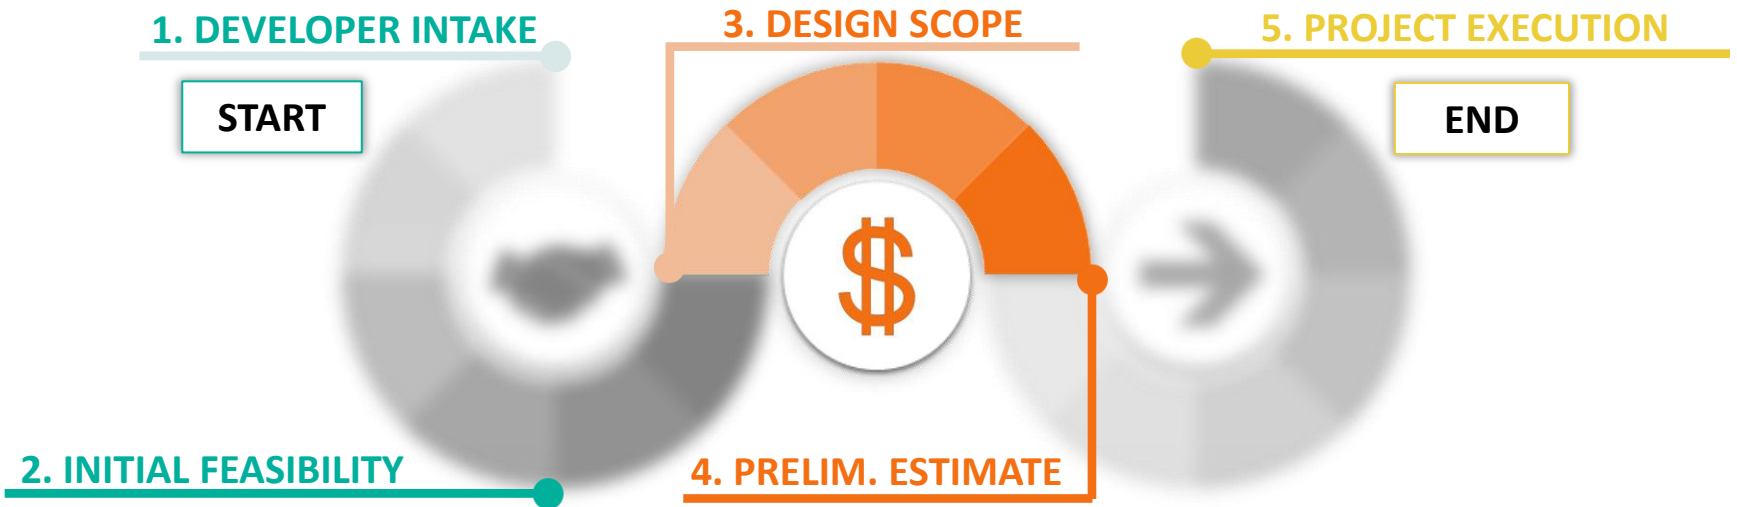 1. DEVELOPER INTAKE
START
2. INITIAL FEASIBILITY
3. DESIGN SCOPE
$
4. PRELIM. ESTIMATE
5. PROJECT EXECUTION
END